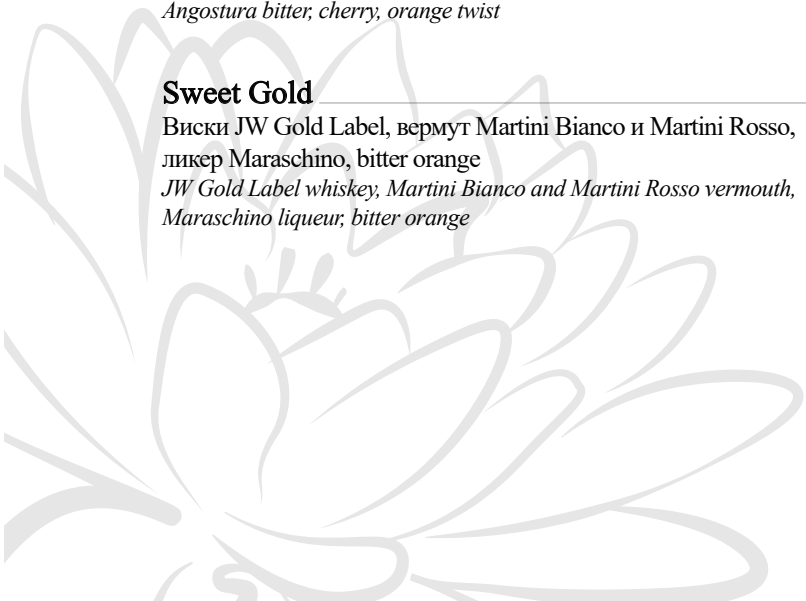 Angostura bitter, cherry, orange twist
Sweet Gold
Виски JW Gold Label, вермут Martini Bianco и Martini Rosso,
ликер Maraschino, bitter orange
JW Gold Label whiskey, Martini Bianco and Martini Rosso vermouth,
Maraschino liqueur, bitter orange